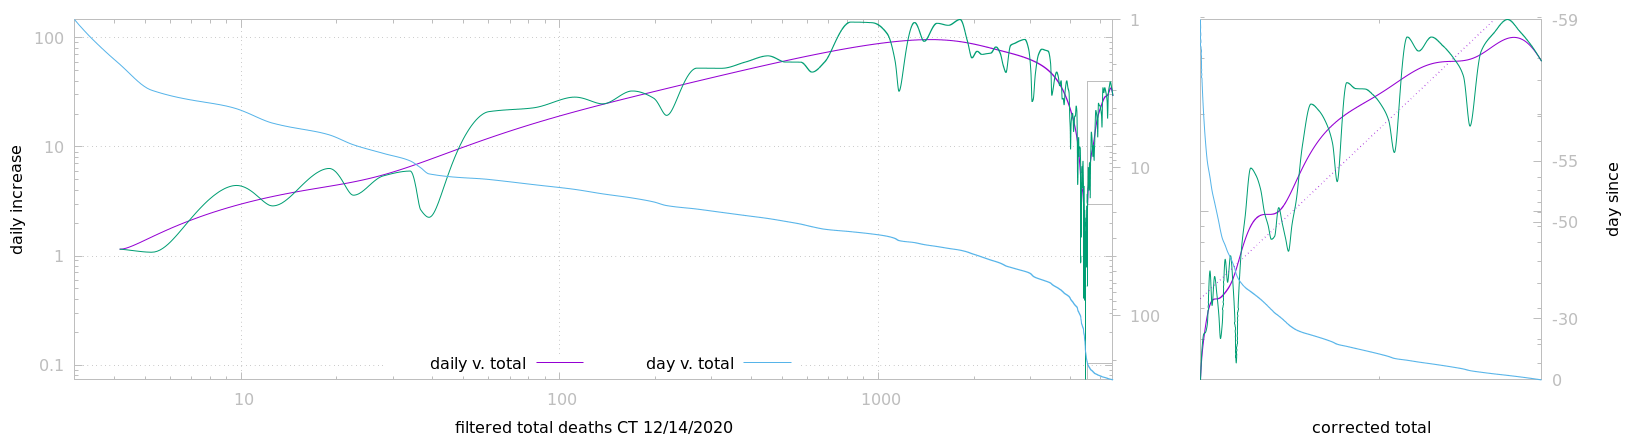 daily increase
100
10
1
0.1
10
100
1000
filtered total deaths CT 12/14/2020
daily v. total
day v. total
1
10
100
-59
-55
-50
-30
0
day since
corrected total